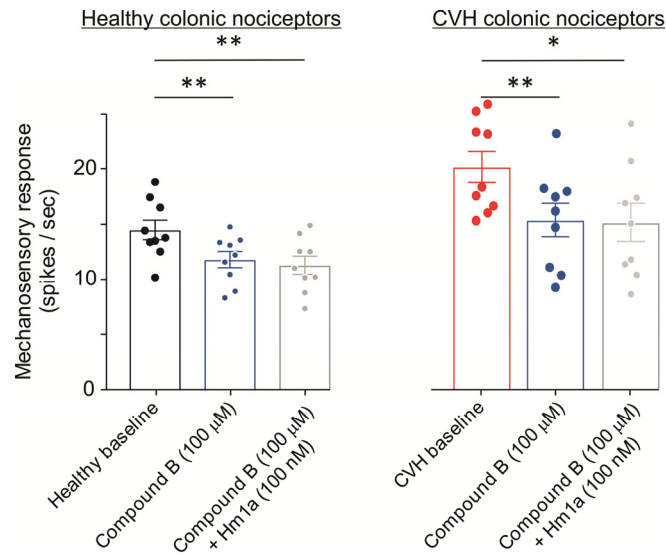 Healthy colonic nociceptors
CVH colonic nociceptors
**
**
*
**
Mechanosensory response
(spikes / sec)
20
10
0
Healthy baseline
Compound B (100 μM)
Compound B (100 μM)
+ Hm1a (100 nM)
CVH baseline
Compound B (100 μM)
Compound B (100 μM)
+ Hm1a (100 nM)